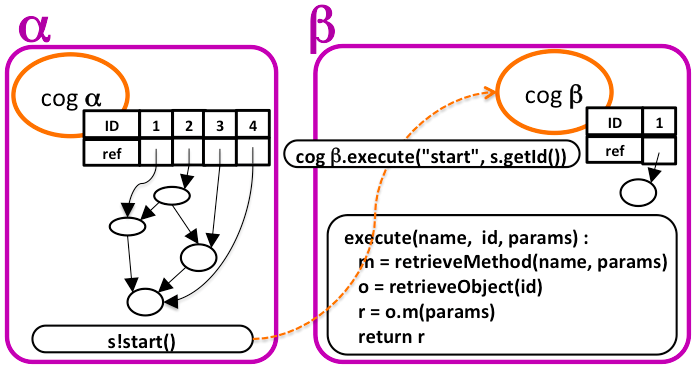 α
β
cog α
ID 1 2 3 4
ref
cog β
ID 1
ref
cog β.execute("start", s.getId())
execute(name, id, params) :
m = retrieveMethod(name, params)
o = retrieveObject(id)
r = o.m(params)
return r
s!start()